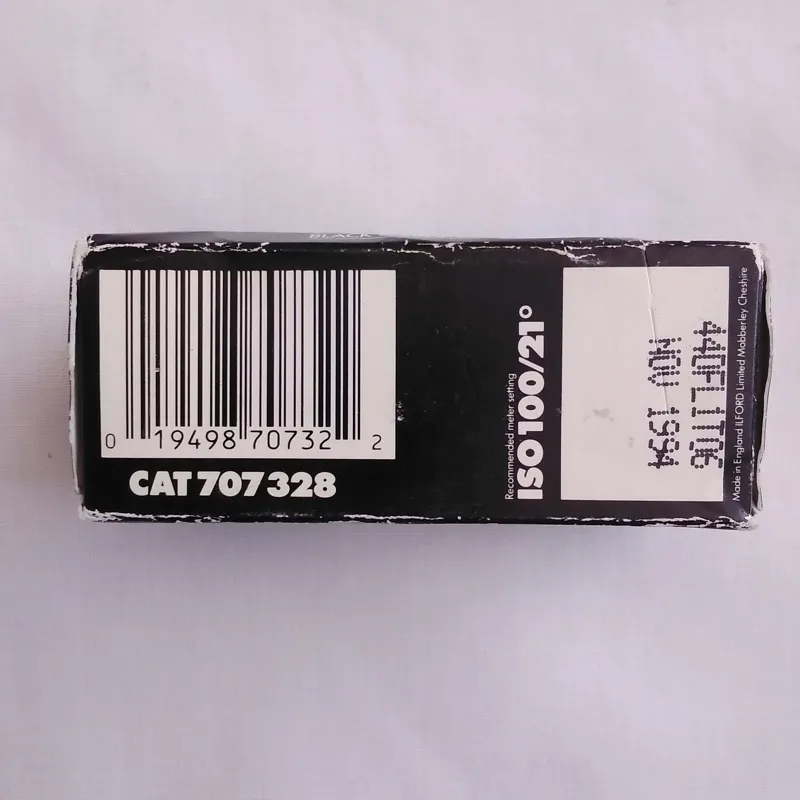 BLACK
0 19498 70732 2
CAT 707 328
Recommended meter setting
ISO 100/21°
NOV 1994
Made in England ILFORD Limited Mobberley Cheshire